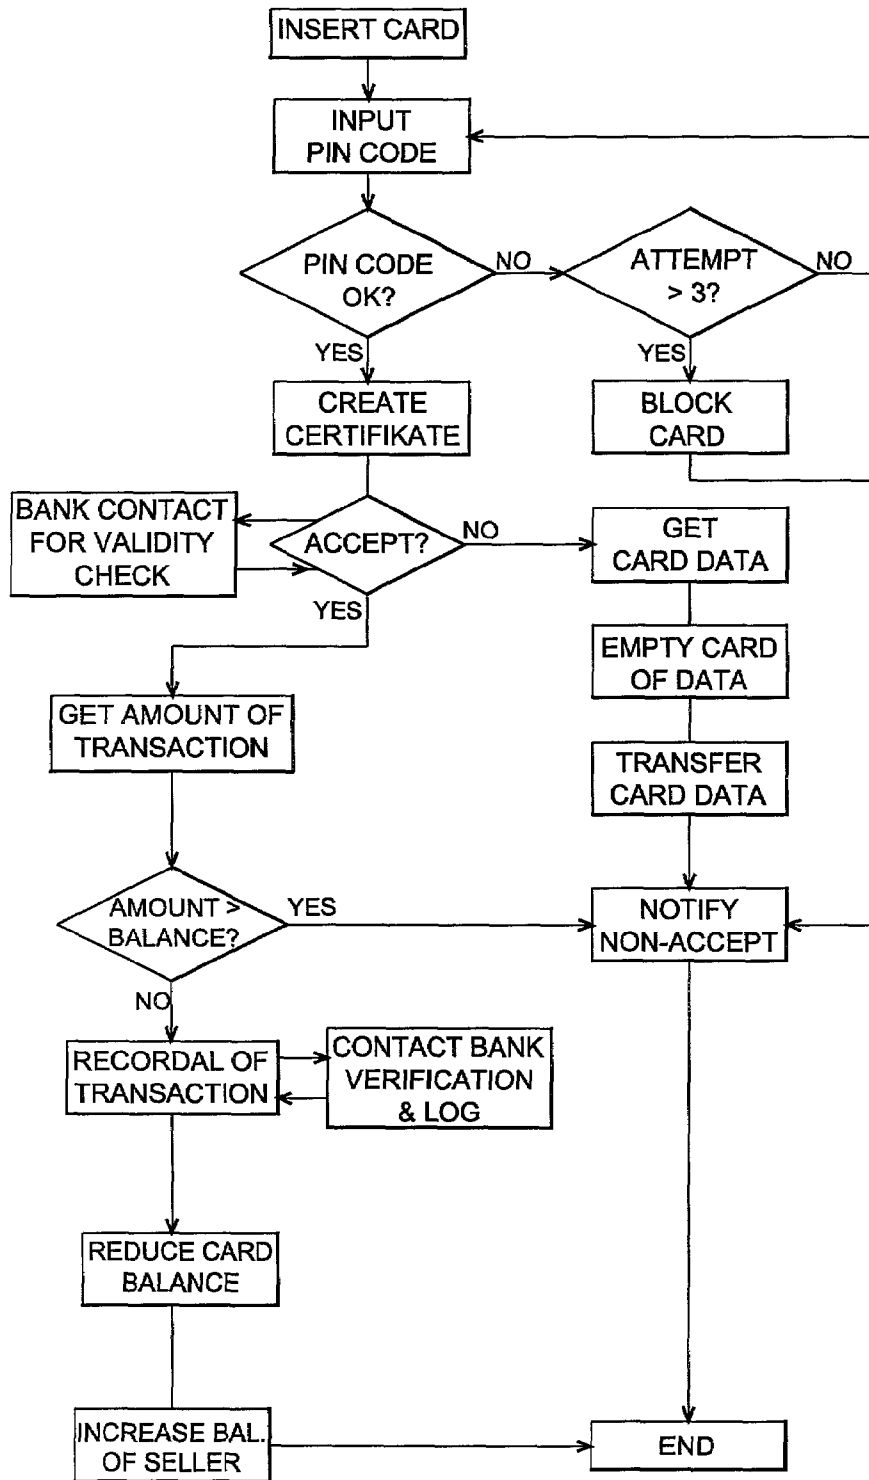 INSERT CARD
INPUT
PIN CODE
PIN CODE
OK?
NO
ATTEMPT
> 3?
NO
YES
YES
CREATE
CERTIFIKATE
BLOCK
CARD
BANK CONTACT
FOR VALIDITY
CHECK
ACCEPT?
NO
GET
CARD DATA
YES
EMPTY CARD
OF DATA
GET AMOUNT OF
TRANSACTION
TRANSFER
CARD DATA
AMOUNT >
BALANCE?
YES
NOTIFY
NON-ACCEPT
NO
RECORDAL OF
TRANSACTION
CONTACT BANK
VERIFICATION
& LOG
REDUCE CARD
BALANCE
INCREASE BAL.
OF SELLER
END